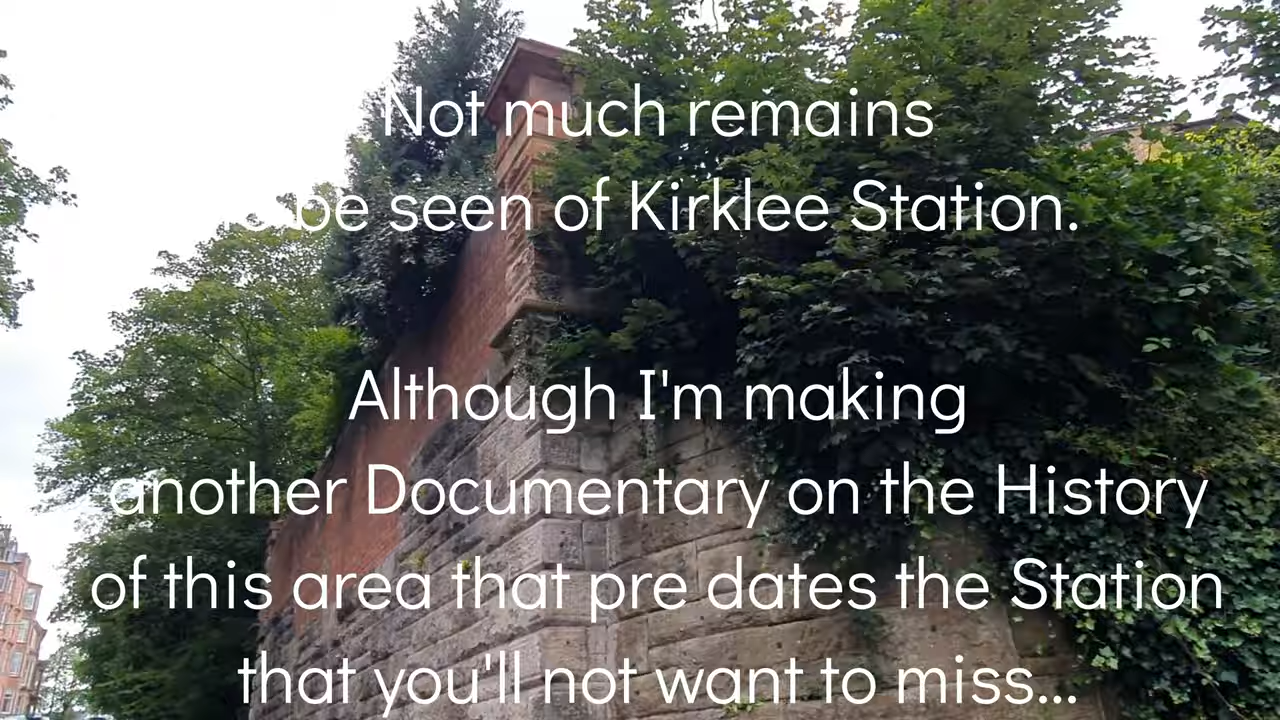 Not much remains
to be seen of Kirklee Station.
Although I'm making
another Documentary on the History
of this area that pre dates the Station
that you'll not want to miss...